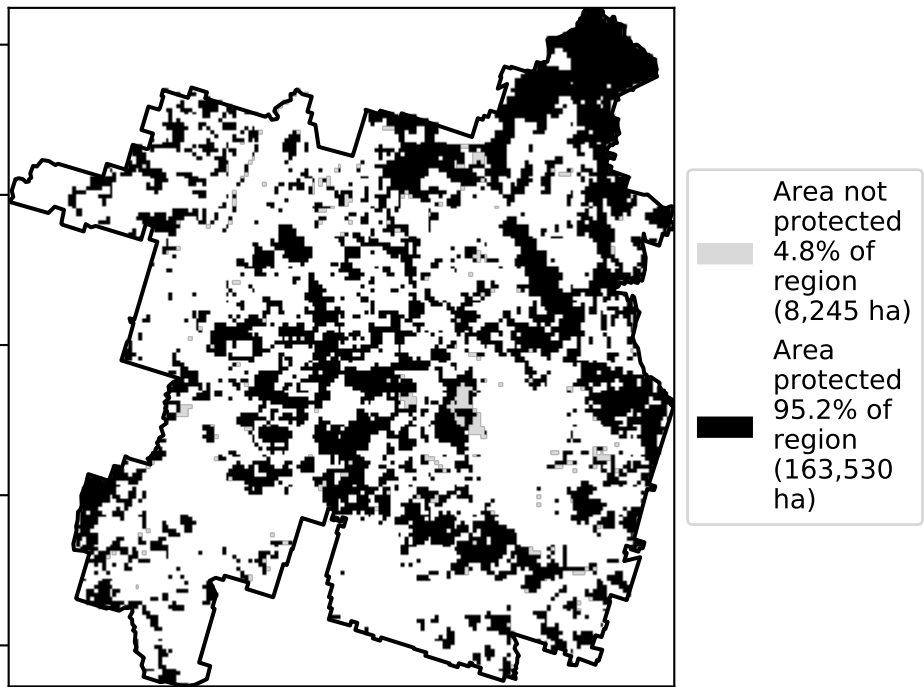 Area not
protected
4.8% of
region
(8,245 ha)
Area
protected
95.2% of
region
(163,530
ha)